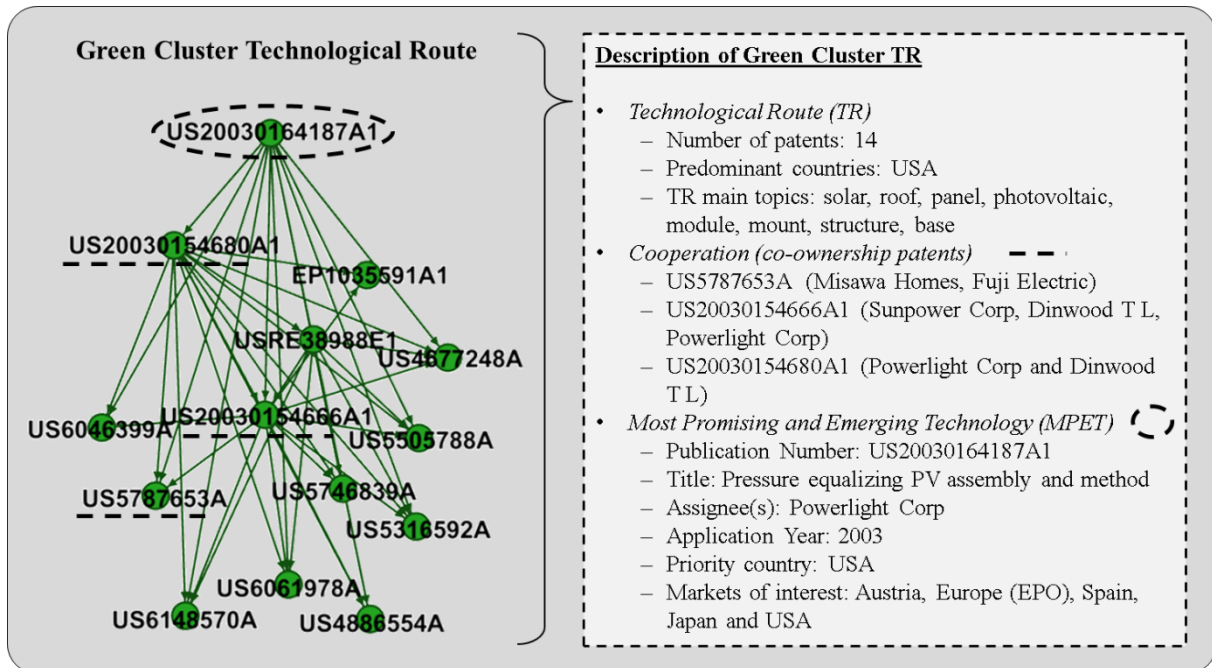 Green Cluster Technological Route
US20030164187A1
US20030154680A1
EP1035591A1
USRE38988E1
US4677248A
US20030154666A1
US6046399A
US5505788A
US5787653A
US5746839A
US5316592A
US6061978A
US6148570A
US4886554A
Description of Green Cluster TR
• Technological Route (TR)
– Number of patents: 14
– Predominant countries: USA
– TR main topics: solar, roof, panel, photovoltaic,
module, mount, structure, base
• Cooperation (co-ownership patents)
– US5787653A (Misawa Homes, Fuji Electric)
– US20030154666A1 (Sunpower Corp, Dinwood T L,
Powerlight Corp)
– US20030154680A1 (Powerlight Corp and Dinwood
T L)
• Most Promising and Emerging Technology (MPET)
– Publication Number: US20030164187A1
– Title: Pressure equalizing PV assembly and method
– Assignee(s): Powerlight Corp
– Application Year: 2003
– Priority country: USA
– Markets of interest: Austria, Europe (EPO), Spain,
Japan and USA